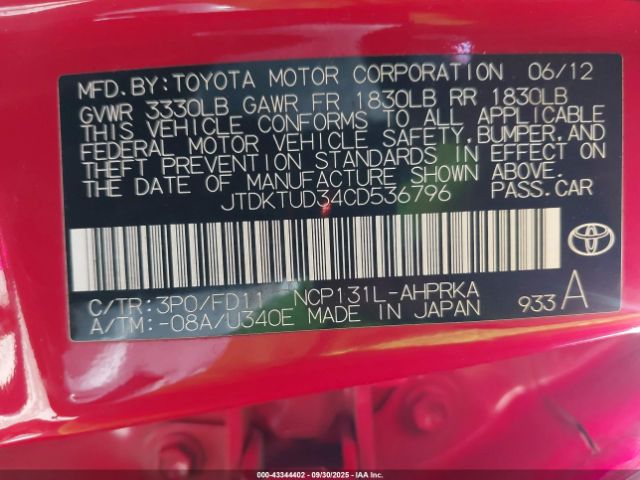 MFD.BY:TOYOTA MOTOR CORPORATION 06/12
GVWR 3330LB GAWR FR 1830LB RR 1830LB
THIS VEHICLE CONFORMS TO ALL APPLICABLE
FEDERAL MOTOR VEHICLE SAFETY,BUMPER,AND
THEFT PREVENTION STANDARDS IN EFFECT ON
THE DATE OF MANUFACTURE SHOWN ABOVE.
JTDKTUD34CD536796 PASS.CAR
C/TR:3P0/FD11 NCP131L-AHPRKA
A/TM:-08A/U340E MADE IN JAPAN 933 A
000-43344402 - 09/30/2025 - IAAI.COM